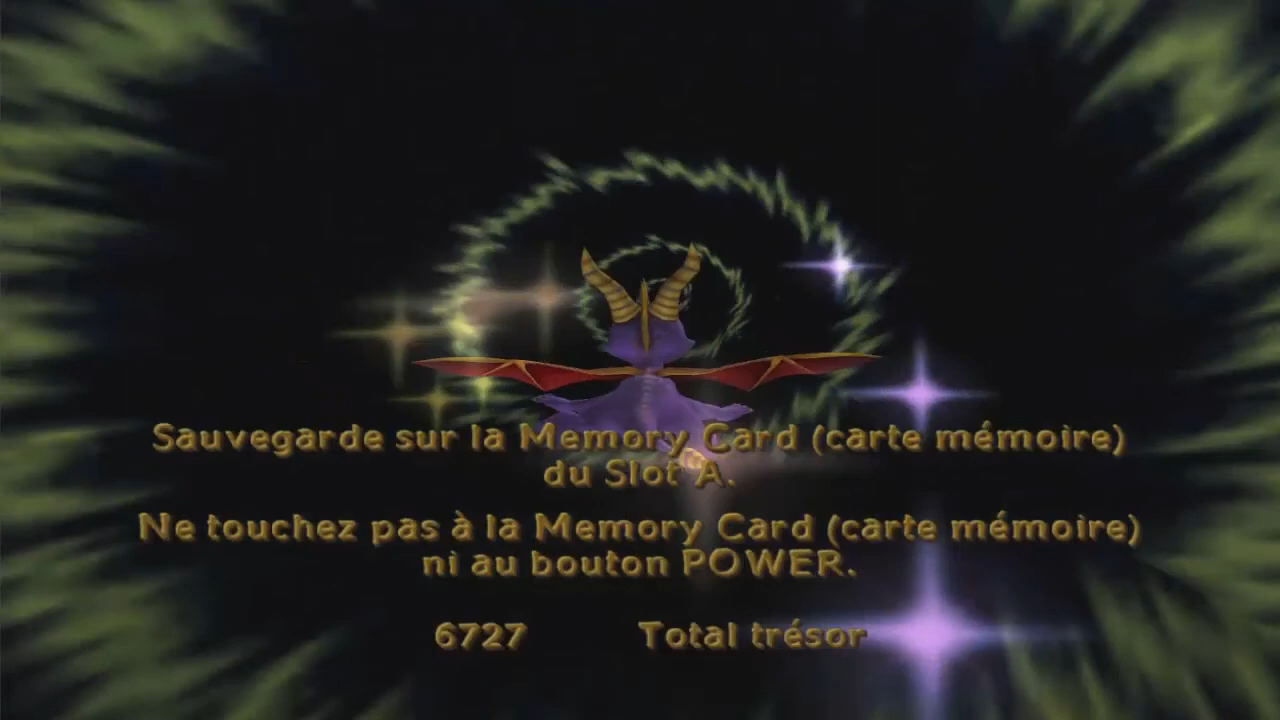 Sauvegarde sur la Memory Card (carte mémoire)
du Slot A.
Ne touchez pas à la Memory Card (carte mémoire)
ni au bouton POWER.
6727 Total trésor